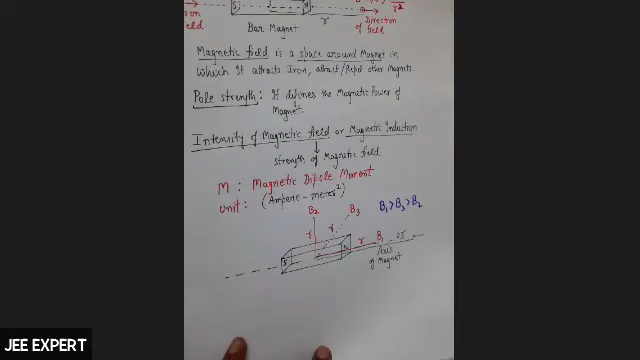 Iron
field
S
N
r
r²
Direction
of field
Bar Magnet
Magnetic field is a space around Magnet in
which It attracts Iron, attract/Repel other Magnets
Pole strength: It defines the Magnetic Power of
Magnet.
Intensity of Magnetic field or Magnetic Induction
strength of Magnetic field
M : Magnetic Dipole Moment
Unit: (Ampere-meter²)
B₂
B₃
B₁>B₃>B₂
r
r
r
B₁
S
N
Axis
of Magnet
JEE EXPERT